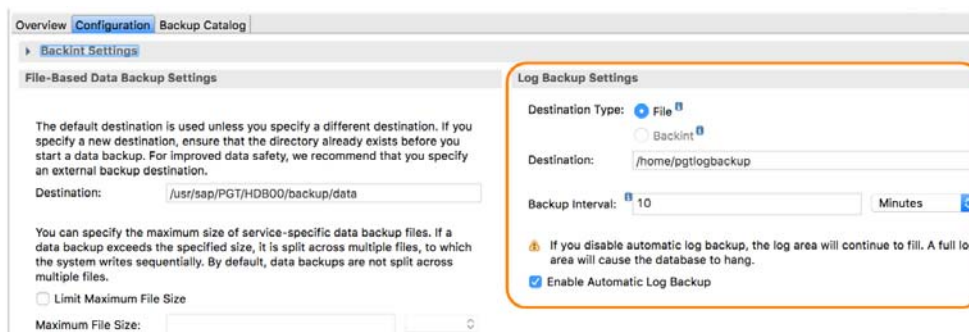 Overview Configuration Backup Catalog
Backint Settings
File-Based Data Backup Settings
The default destination is used unless you specify a different destination. If you
specify a new destination, ensure that the directory already exists before you
start a data backup. For improved data safety, we recommend that you specify
an external backup destination.
Destination: /usr/sap/PGT/HDB00/backup/data
You can specify the maximum size of service-specific data backup files. If a
data backup exceeds the specified size, it is split across multiple files, to which
the system writes sequentially. By default, data backups are not split across
multiple files.
Limit Maximum File Size
Maximum File Size:
Log Backup Settings
Destination Type: File
Backint
Destination: /home/pgtlogbackup
Backup Interval: 10 Minutes
If you disable automatic log backup, the log area will continue to fill. A full lo
area will cause the database to hang.
Enable Automatic Log Backup